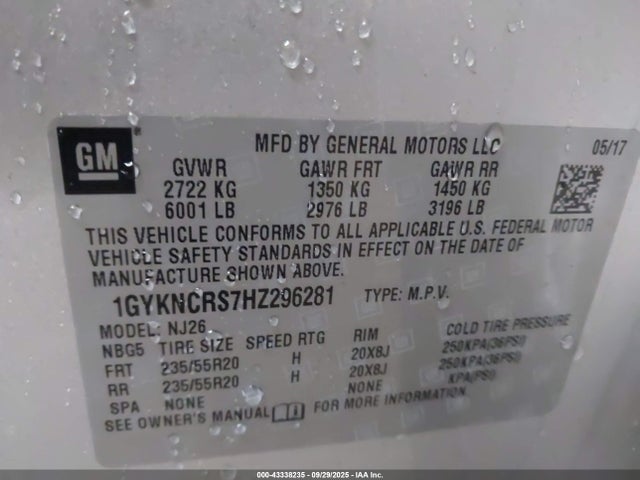 GM
MFD BY GENERAL MOTORS LLC 05/17
GVWR GAWR FRT GAWR RR
2722 KG 1350 KG 1450 KG
6001 LB 2976 LB 3196 LB
THIS VEHICLE CONFORMS TO ALL APPLICABLE U.S. FEDERAL MOTOR
VEHICLE SAFETY STANDARDS IN EFFECT ON THE DATE OF
MANUFACTURE SHOWN ABOVE.
1GYKNCRS7HZ296281 TYPE: M.P.V.
MODEL: NJ26
NBG5 TIRE SIZE SPEED RTG RIM COLD TIRE PRESSURE
FRT 235/55R20 H 20X8J 250KPA(36PSI)
RR 235/55R20 H 20X8J 250KPA(36PSI)
SPA NONE NONE KPA(PSI)
SEE OWNER'S MANUAL FOR MORE INFORMATION.
000-43338235 - 09/29/2025 - IAA Inc.